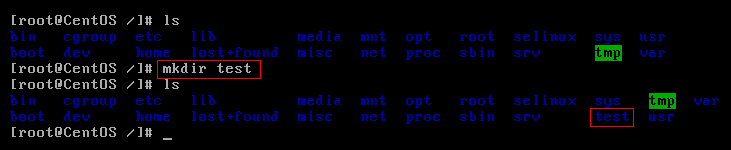 [root@CentOS /]# ls
bin cgroup etc lib media mnt opt root selinux sys usr
boot dev home lost+found misc net proc sbin srv tmp var
[root@CentOS /]# mkdir test
[root@CentOS /]# ls
bin cgroup etc lib media mnt opt root selinux sys tmp var
boot dev home lost+found misc net proc sbin srv test usr
[root@CentOS /]# _